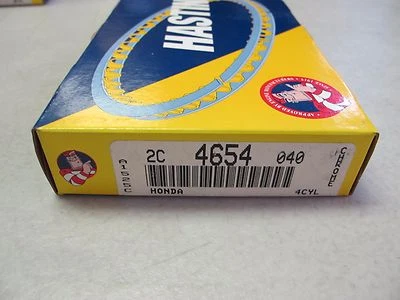 HASTIN
2C 4654 040
CHROME
HONDA 4CYL